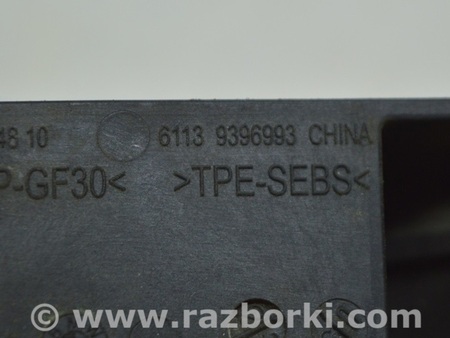 48 10 6113 9396993 CHINA
P-GF30< >TPE-SEBS<
© www.razborki.com